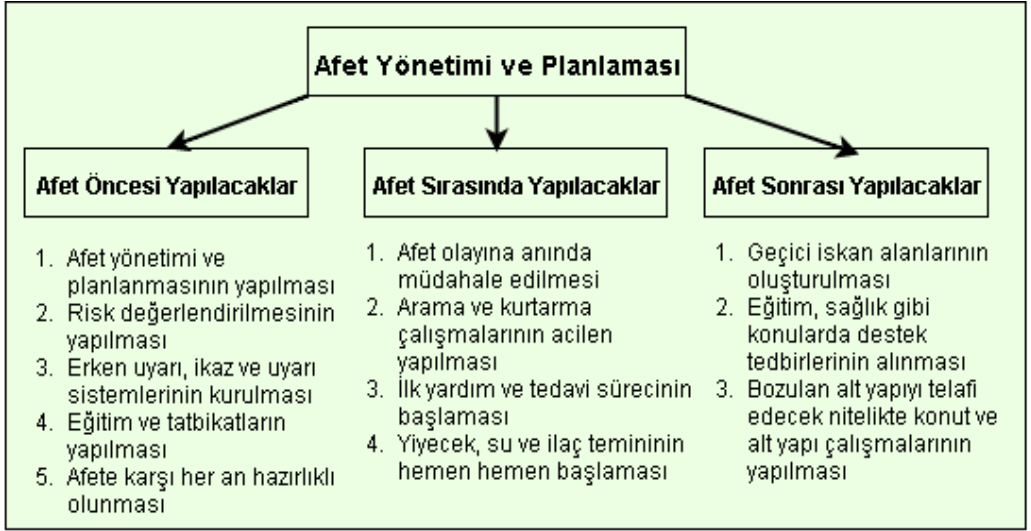 Afet Yönetimi ve Planlaması
Afet Öncesi Yapılacaklar
1. Afet yönetimi ve
planlanmasının yapılması
2. Risk değerlendirilmesinin
yapılması
3. Erken uyarı, ikaz ve uyarı
sistemlerinin kurulması
4. Eğitim ve tatbikatların
yapılması
5. Afete karşı her an hazırlıklı
olunması
Afet Sırasında Yapılacaklar
1. Afet olayına anında
müdahale edilmesi
2. Arama ve kurtarma
çalışmalarının acilen
yapılması
3. İlk yardım ve tedavi sürecinin
başlaması
4. Yiyecek, su ve ilaç temininin
hemen hemen başlaması
Afet Sonrası Yapılacaklar
1. Geçici iskan alanlarının
oluşturulması
2. Eğitim, sağlık gibi
konularda destek
tedbirlerinin alınması
3. Bozulan alt yapıyı telafi
edecek nitelikte konut ve
alt yapı çalışmalarının
yapılması